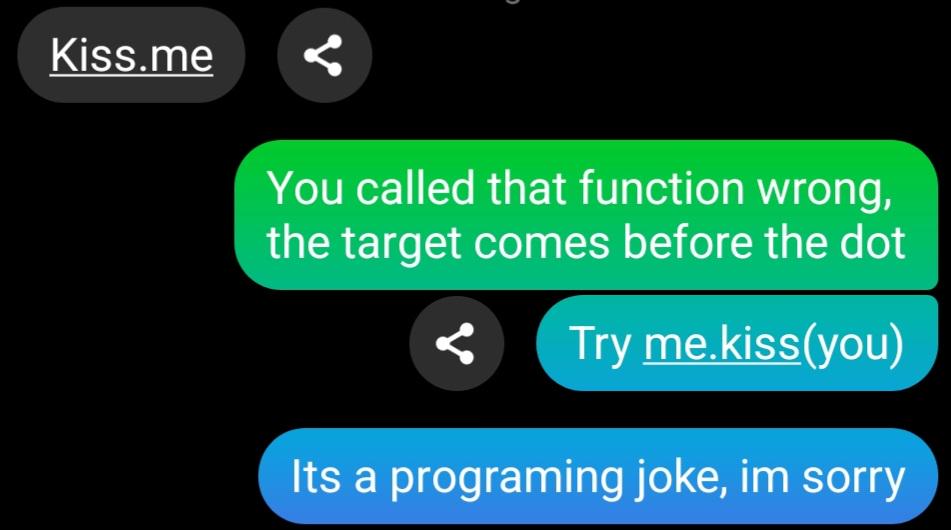 Kiss.me
You called that function wrong,
the target comes before the dot
Try me.kiss(you)
Its a programing joke, im sorry